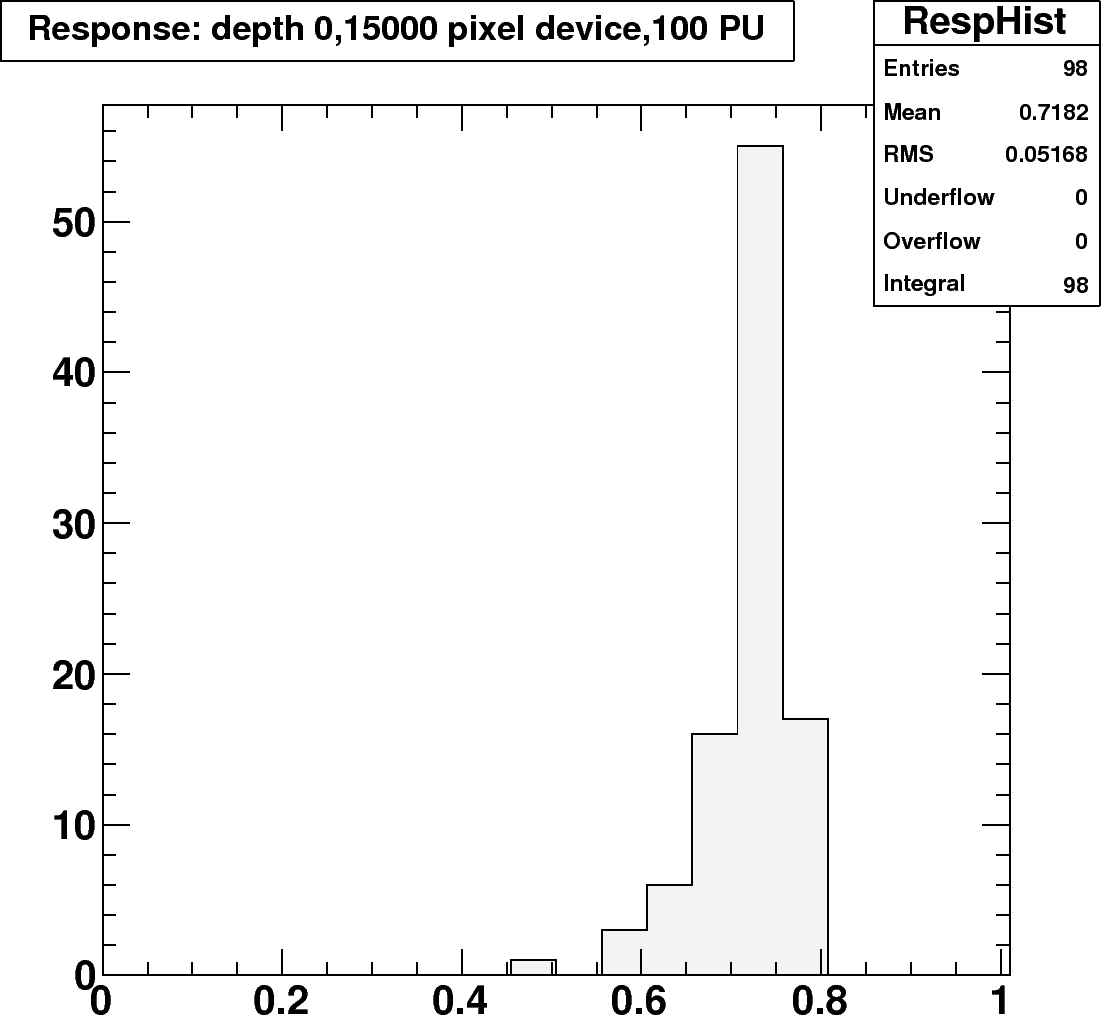 Response: depth 0,15000 pixel device,100 PU
RespHist
Entries 98
Mean 0.7182
RMS 0.05168
Underflow 0
Overflow 0
Integral 98
50
40
30
20
10
0
0 0.2 0.4 0.6 0.8 1